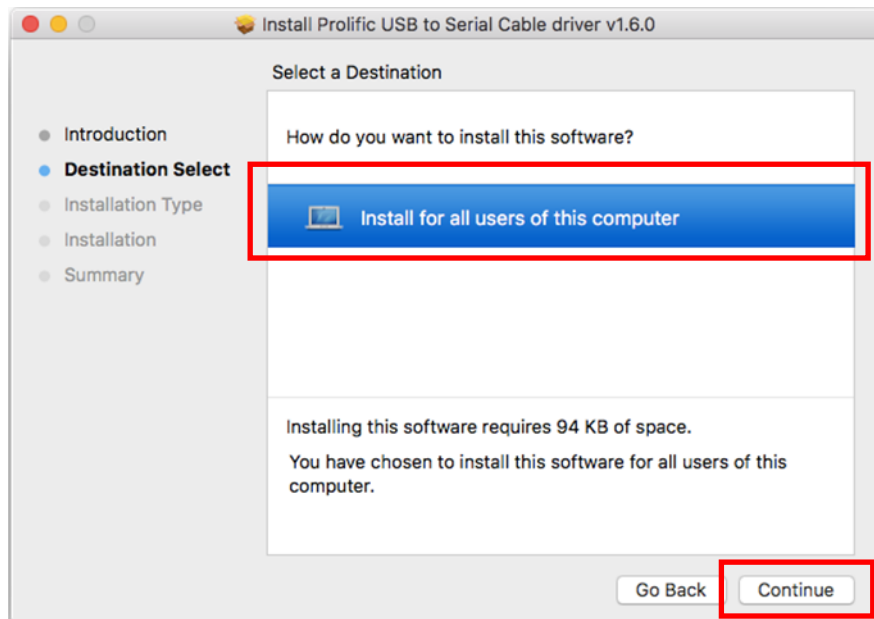 Install Prolific USB to Serial Cable driver v1.6.0
Select a Destination
Introduction
Destination Select
Installation Type
Installation
Summary
How do you want to install this software?
Install for all users of this computer
Installing this software requires 94 KB of space.
You have chosen to install this software for all users of this
computer.
Go Back
Continue